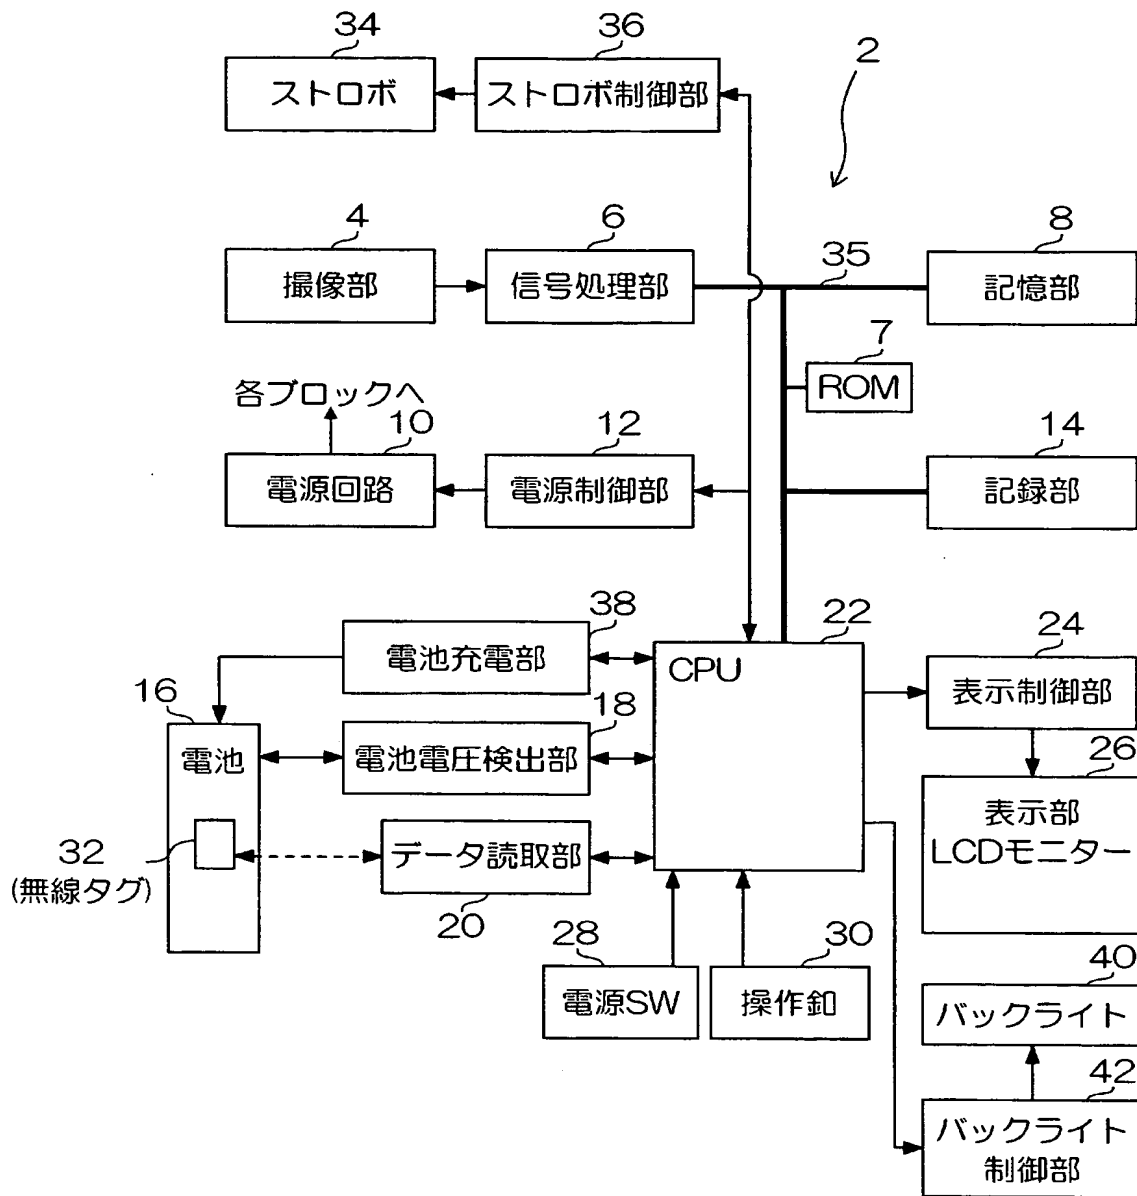 34
36
2
ストロボ
ストロボ制御部
4
6
35
8
撮像部
信号処理部
記憶部
7
ROM
各ブロックへ
10
12
14
電源回路
電源制御部
記録部
38
22
24
電池充電部
CPU
表示制御部
16
18
電池
電池電圧検出部
26
表示部
LCDモニター
32
(無線タグ)
データ読取部
20
28
30
電源SW
操作釦
40
バックライト
42
バックライト
制御部